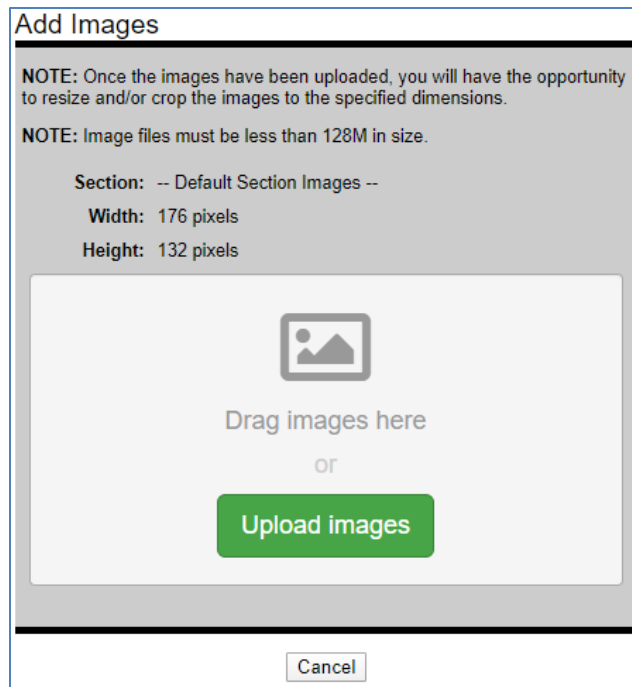 Add Images
NOTE: Once the images have been uploaded, you will have the opportunity
to resize and/or crop the images to the specified dimensions.
NOTE: Image files must be less than 128M in size.
Section: -- Default Section Images --
Width: 176 pixels
Height: 132 pixels
Drag images here
or
Upload images
Cancel